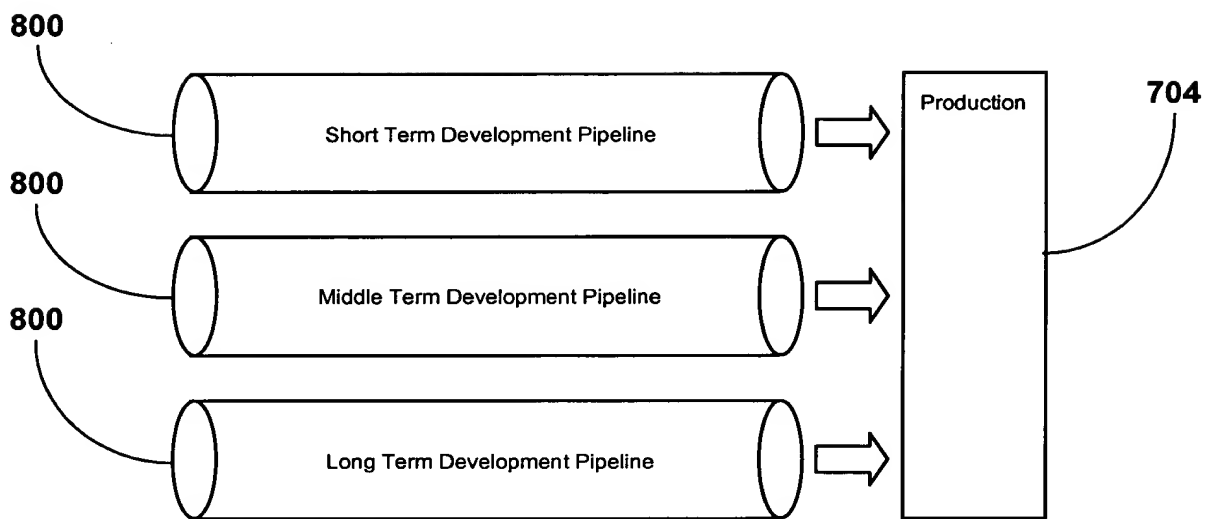 800
Short Term Development Pipeline
Production
704
800
Middle Term Development Pipeline
800
Long Term Development Pipeline